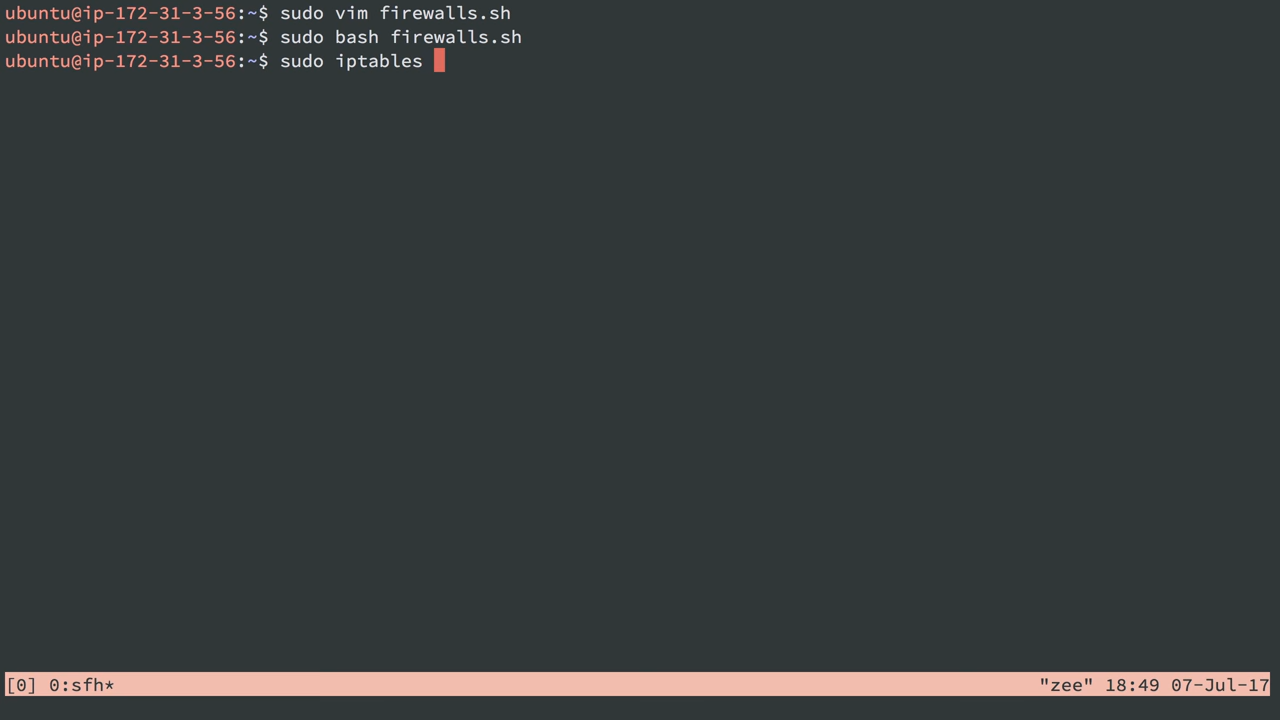 ubuntu@ip-172-31-3-56:~$ sudo vim firewalls.sh
ubuntu@ip-172-31-3-56:~$ sudo bash firewalls.sh
ubuntu@ip-172-31-3-56:~$ sudo iptables
[0] 0:sfh* "zee" 18:49 07-Jul-17